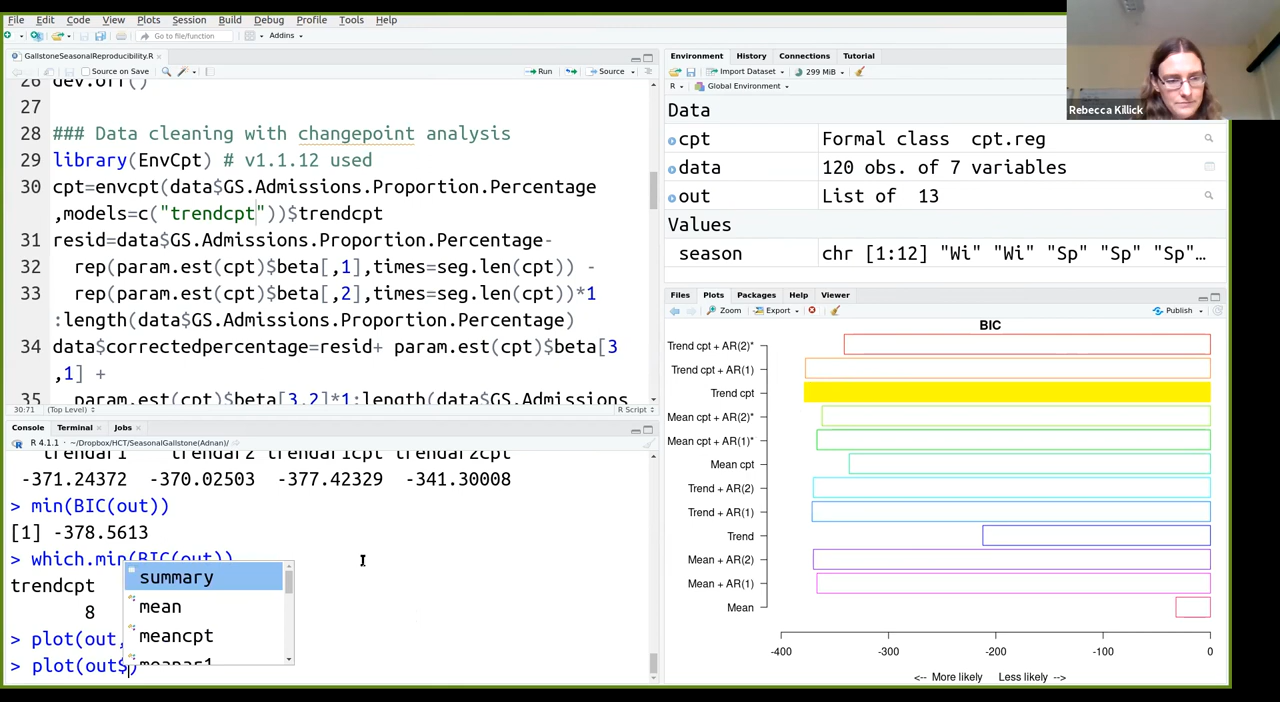 File Edit Code View Plots Session Build Debug Profile Tools Help
Go to file/function
Addins
GallstoneSeasonalReproducibility.R
Source on Save
Run
Source
26 dev.off()
27
28 ### Data cleaning with changepoint analysis
29 library(EnvCpt) # v1.1.12 used
30 cpt=envcpt(data$GS.Admissions.Proportion.Percentage
,models=c("trendcpt"))$trendcpt
31 resid=data$GS.Admissions.Proportion.Percentage-
32 rep(param.est(cpt)$beta[,1],times=seg.len(cpt)) -
33 rep(param.est(cpt)$beta[,2],times=seg.len(cpt))*1
:length(data$GS.Admissions.Proportion.Percentage)
34 data$correctedpercentage=resid+ param.est(cpt)$beta[3
,1] +
35 param.est(cpt)$beta[3,2]*1:length(data$GS.Admissions
30:71 (Top Level)
R Script
Console Terminal Jobs
R 4.1.1 · ~/Dropbox/HCT/SeasonalGallstone(Adnan)/
trendar1 trendar2 trendar1cpt trendar2cpt
-371.24372 -370.02503 -377.42329 -341.30008
> min(BIC(out))
[1] -378.5613
> which.min(BIC(out))
trendcpt
8
> plot(out,
> plot(out$)
summary
mean
meancpt
meanar1
Environment History Connections Tutorial
Import Dataset
299 MiB
R
Global Environment
Data
cpt Formal class cpt.reg
data 120 obs. of 7 variables
out List of 13
Values
season chr [1:12] "Wi" "Wi" "Sp" "Sp" "Sp"…
Files Plots Packages Help Viewer
Zoom
Export
Publish
BIC
Trend cpt + AR(2)*
Trend cpt + AR(1)
Trend cpt
Mean cpt + AR(2)*
Mean cpt + AR(1)*
Mean cpt
Trend + AR(2)
Trend + AR(1)
Trend
Mean + AR(2)
Mean + AR(1)
Mean
-400 -300 -200 -100 0
<-- More likely Less likely -->
Rebecca Killick